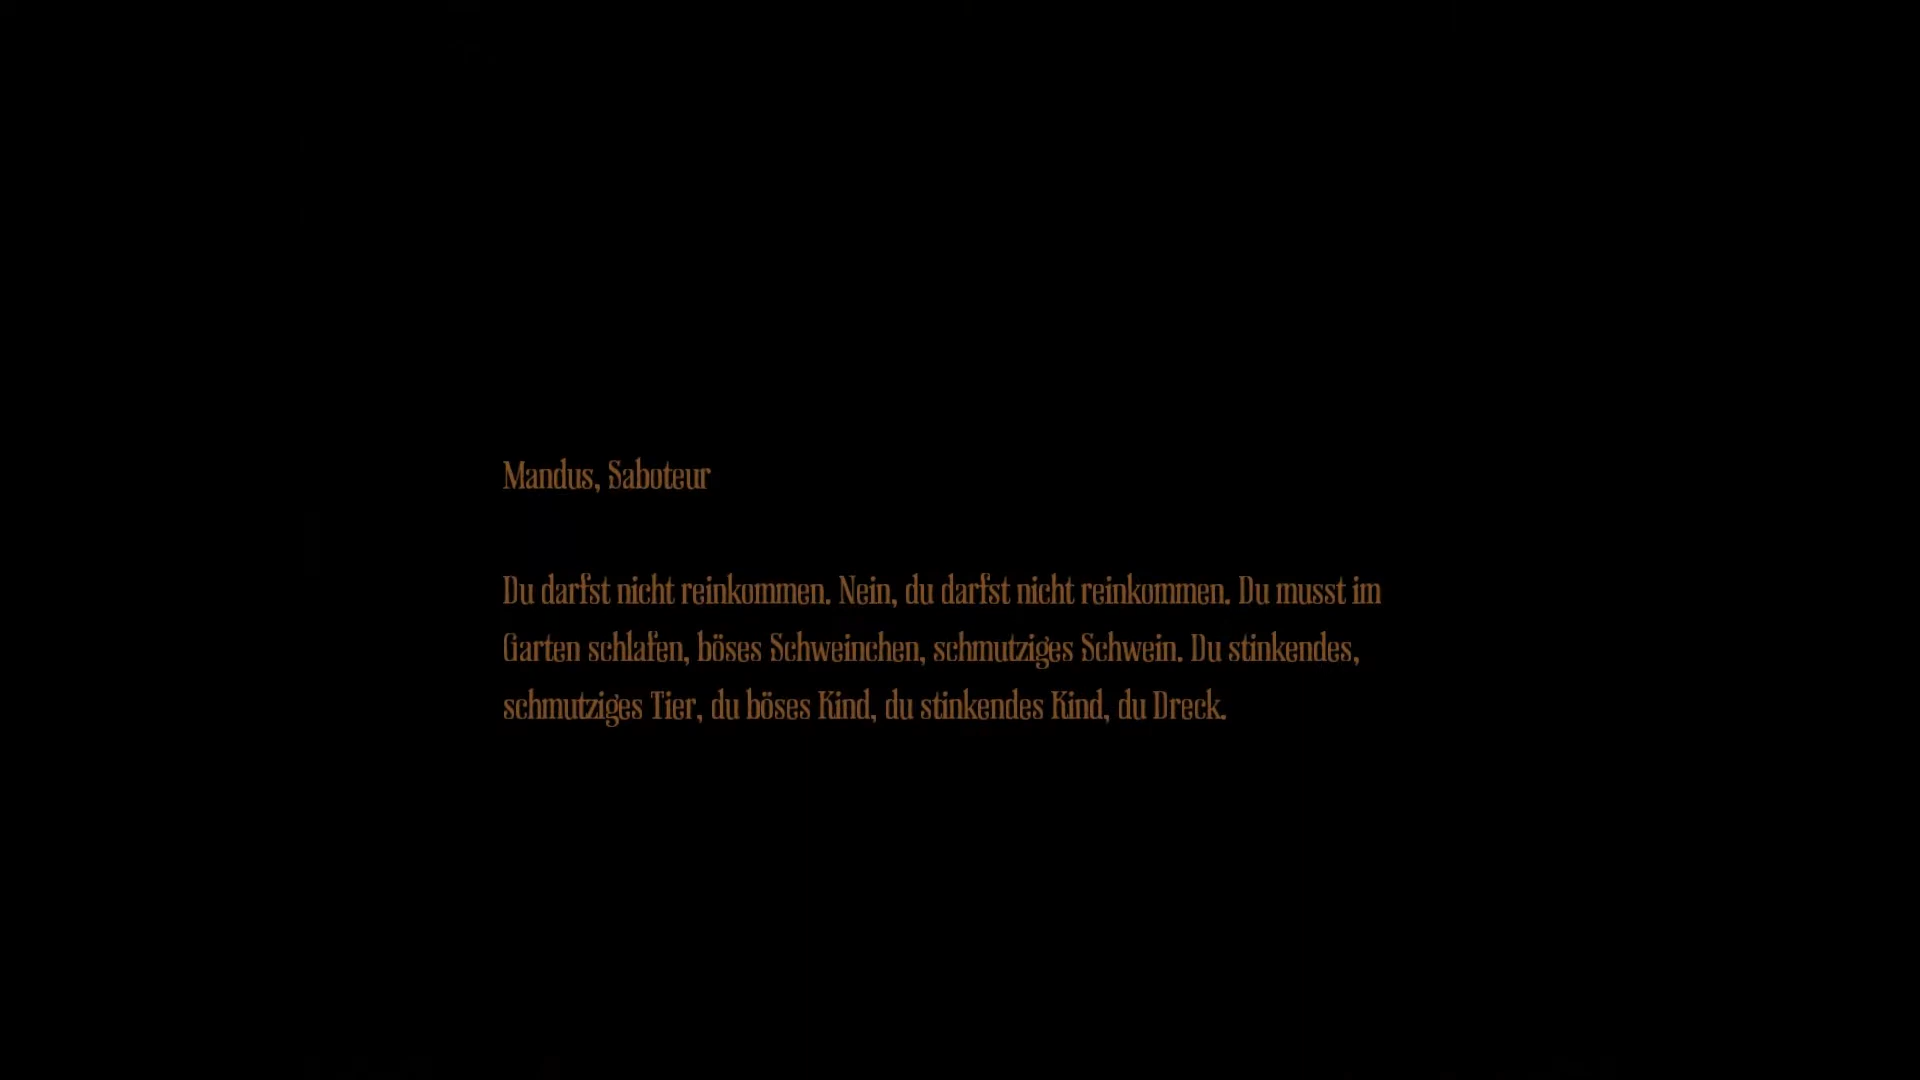 Mandus, Saboteur
Du darfst nicht reinkommen. Nein, du darfst nicht reinkommen. Du musst im
Garten schlafen, böses Schweinchen, schmutziges Schwein. Du stinkendes,
schmutziges Tier, du böses Kind, du stinkendes Kind, du Dreck.